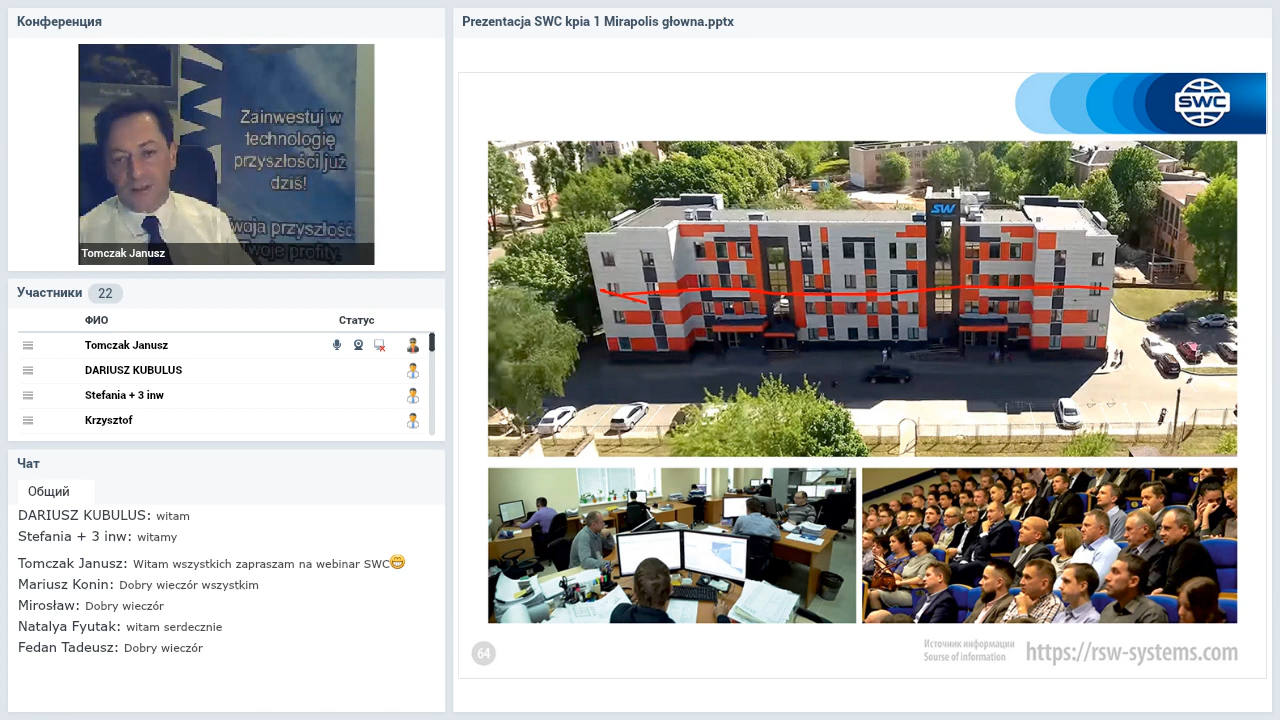 Конференция
Zainwestuj w
technologię
przyszłości już
dziś!
Twoja przyszłość
Twoje profity.
Tomczak Janusz
Участники 22
ФИО Статус
Tomczak Janusz
DARIUSZ KUBULUS
Stefania + 3 inw
Krzysztof
Чат
Общий
DARIUSZ KUBULUS: witam
Stefania + 3 inw: witamy
Tomczak Janusz: Witam wszystkich zapraszam na webinar SWC
Mariusz Konin: Dobry wieczór wszystkim
Mirosław: Dobry wieczór
Natalya Fyutak: witam serdecznie
Fedan Tadeusz: Dobry wieczór
Prezentacja SWC kpia 1 Mirapolis głowna.pptx
SWC
SW
64
Источник информации
Sourse of information
https://rsw-systems.com